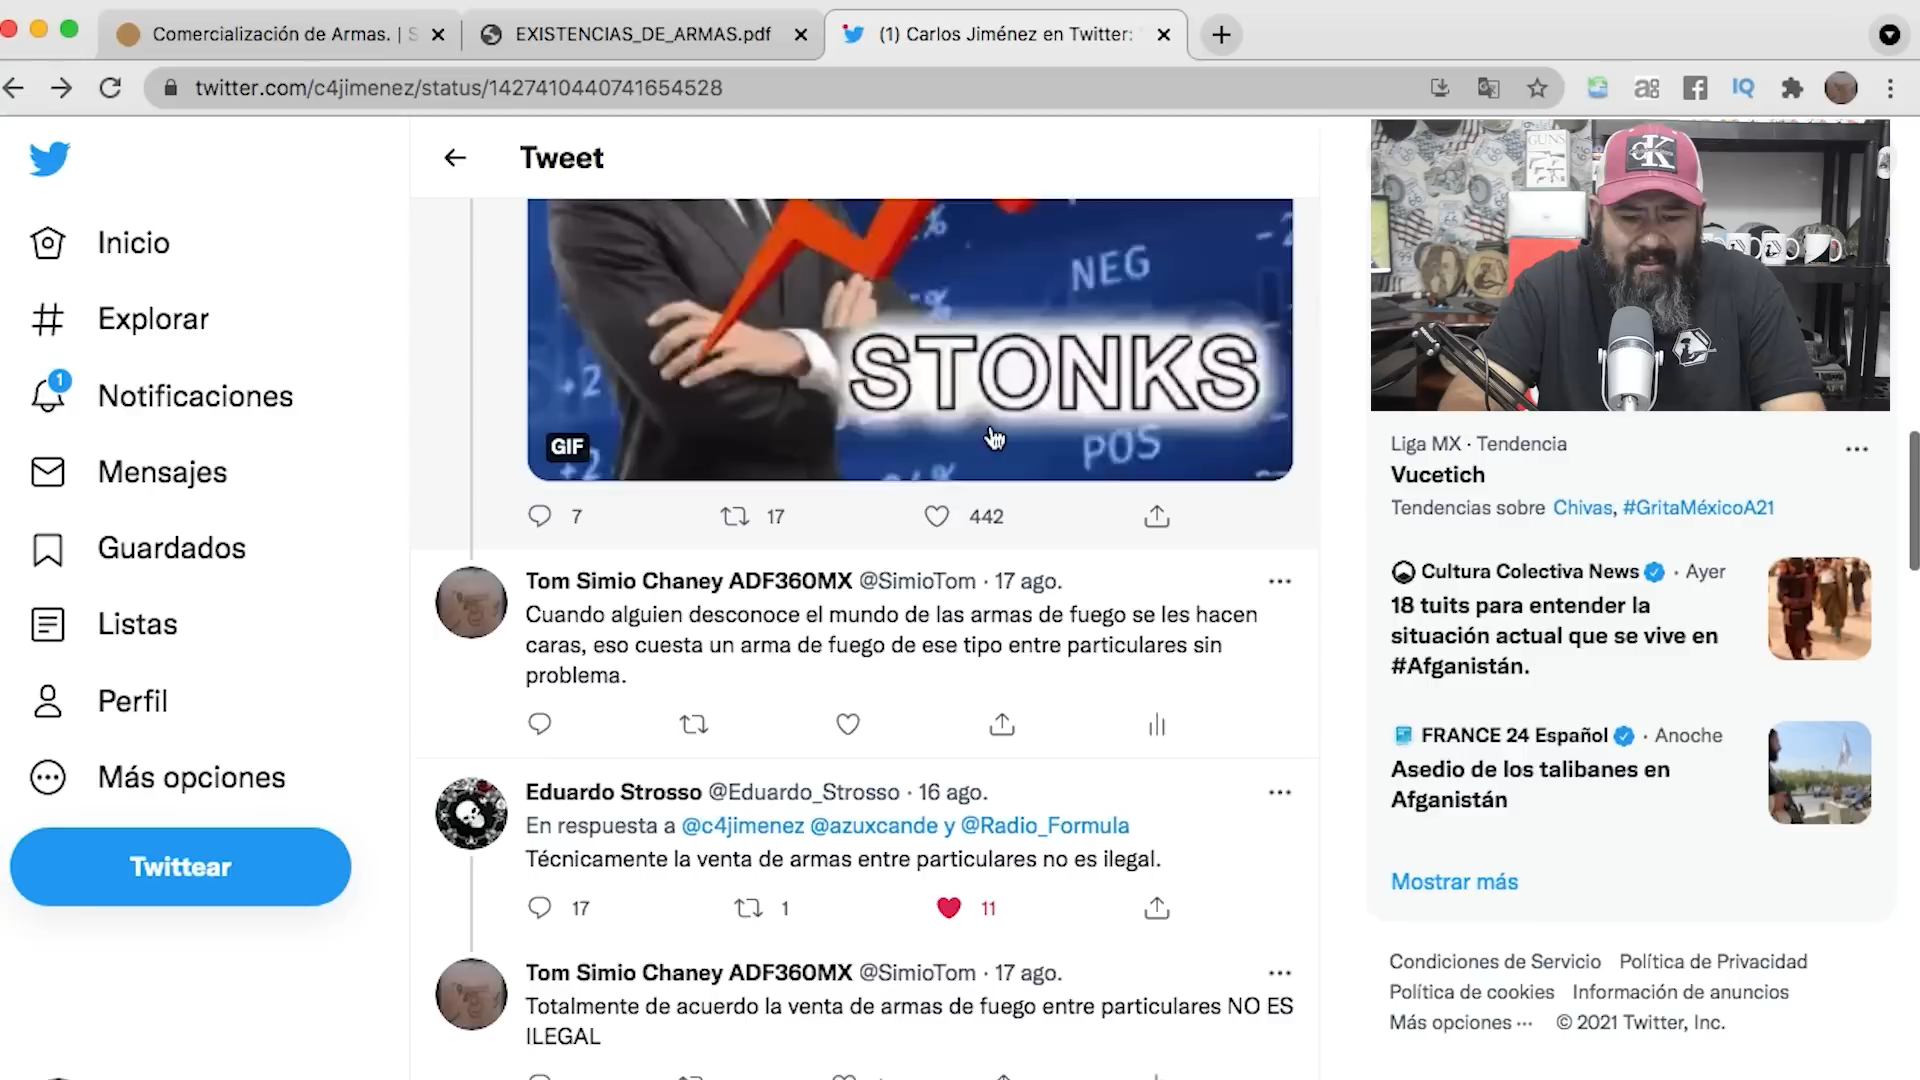 Comercialización de Armas. | S
EXISTENCIAS_DE_ARMAS.pdf
(1) Carlos Jiménez en Twitter:
twitter.com/c4jimenez/status/1427410440741654528
IQ
Tweet
Inicio
Explorar
1
Notificaciones
Mensajes
Guardados
Listas
Perfil
Más opciones
Twittear
NEG
STONKS
POS
+2
+2
GIF
7
17
442
Tom Simio Chaney ADF360MX @SimioTom · 17 ago.
Cuando alguien desconoce el mundo de las armas de fuego se les hacen
caras, eso cuesta un arma de fuego de ese tipo entre particulares sin
problema.
Eduardo Strosso @Eduardo_Strosso · 16 ago.
En respuesta a @c4jimenez @azuxcande y @Radio_Formula
Técnicamente la venta de armas entre particulares no es ilegal.
17
1
11
Tom Simio Chaney ADF360MX @SimioTom · 17 ago.
Totalmente de acuerdo la venta de armas de fuego entre particulares NO ES
ILEGAL
GUNS
CK
Liga MX · Tendencia
Vucetich
Tendencias sobre Chivas, #GritaMéxicoA21
Cultura Colectiva News · Ayer
18 tuits para entender la
situación actual que se vive en
#Afganistán.
FRANCE 24 Español · Anoche
Asedio de los talibanes en
Afganistán
Mostrar más
Condiciones de Servicio Política de Privacidad
Política de cookies Información de anuncios
Más opciones ··· © 2021 Twitter, Inc.